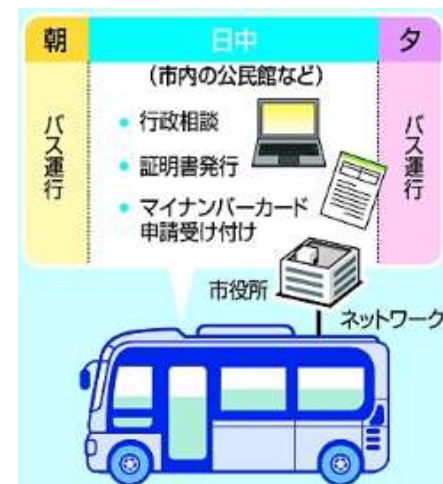 朝
日中
夕
バス運行
(市内の公民館など)
• 行政相談
• 証明書発行
• マイナンバーカード
申請受け付け
バス運行
市役所
ネットワーク